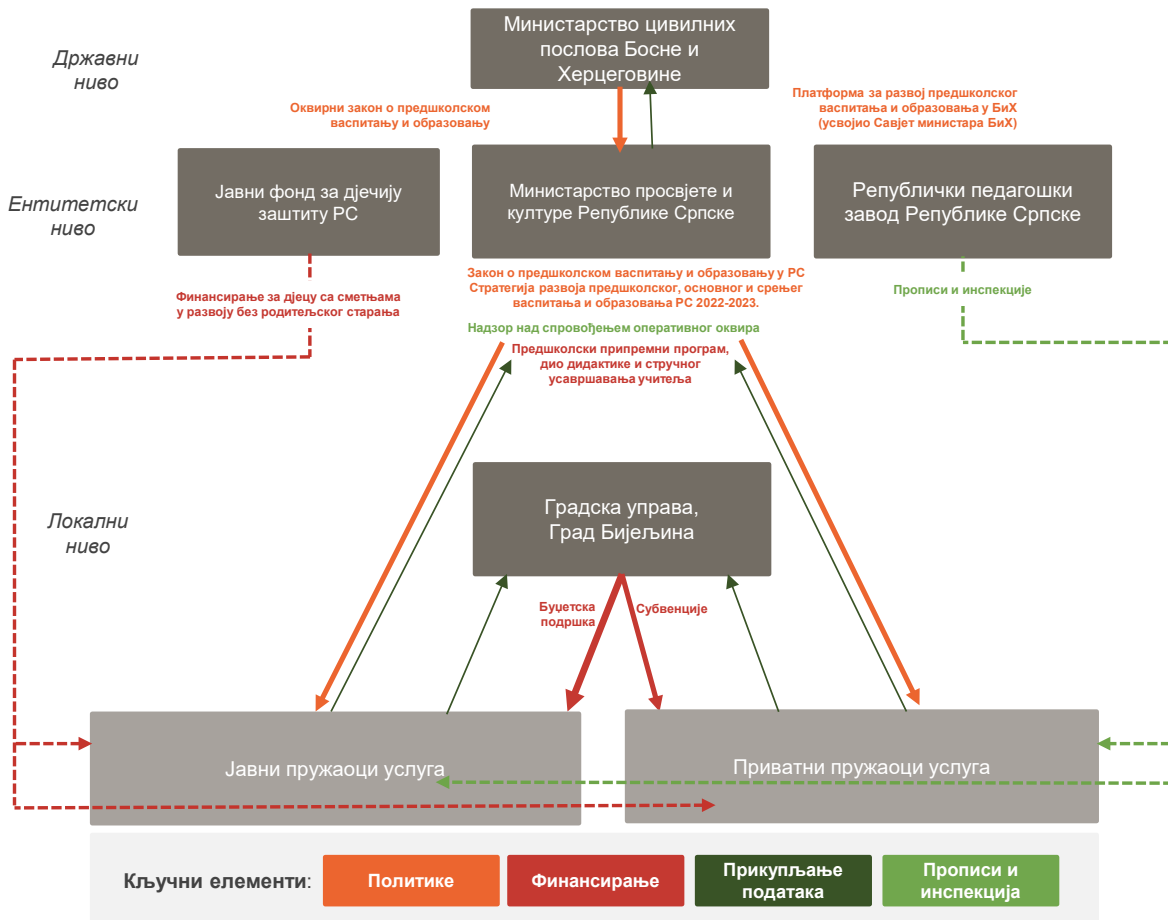 Министарство цивилних
послова Босне и
Херцеговине
Државни
ниво
Оквирни закон о предшколском
васпитању и образовању
Платформа за развој предшколског
васпитања и образовања у БиХ
(усвојио Савјет министара БиХ)
Ентитетски
ниво
Јавни фонд за дјечију
заштиту РС
Министарство просвјете и
културе Републике Српске
Републички педагошки
завод Републике Српске
Финансирање за дјецу са сметњама
у развоју без родитељског старања
Закон о предшколском васпитању и образовању у РС
Стратегија развоја предшколског, основног и срењег
васпитања и образовања РС 2022-2023.
Прописи и инспекције
Надзор над спровођењем оперативног оквира
Предшколски припремни програм,
дио дидактике и стручног
усавршавања учитеља
Локални
ниво
Градска управа,
Град Бијељина
Буџетска
подршка
Субвенције
Јавни пружаоци услуга
Приватни пружаоци услуга
Кључни елементи:
Политике
Финансирање
Прикупљање
података
Прописи и
инспекција